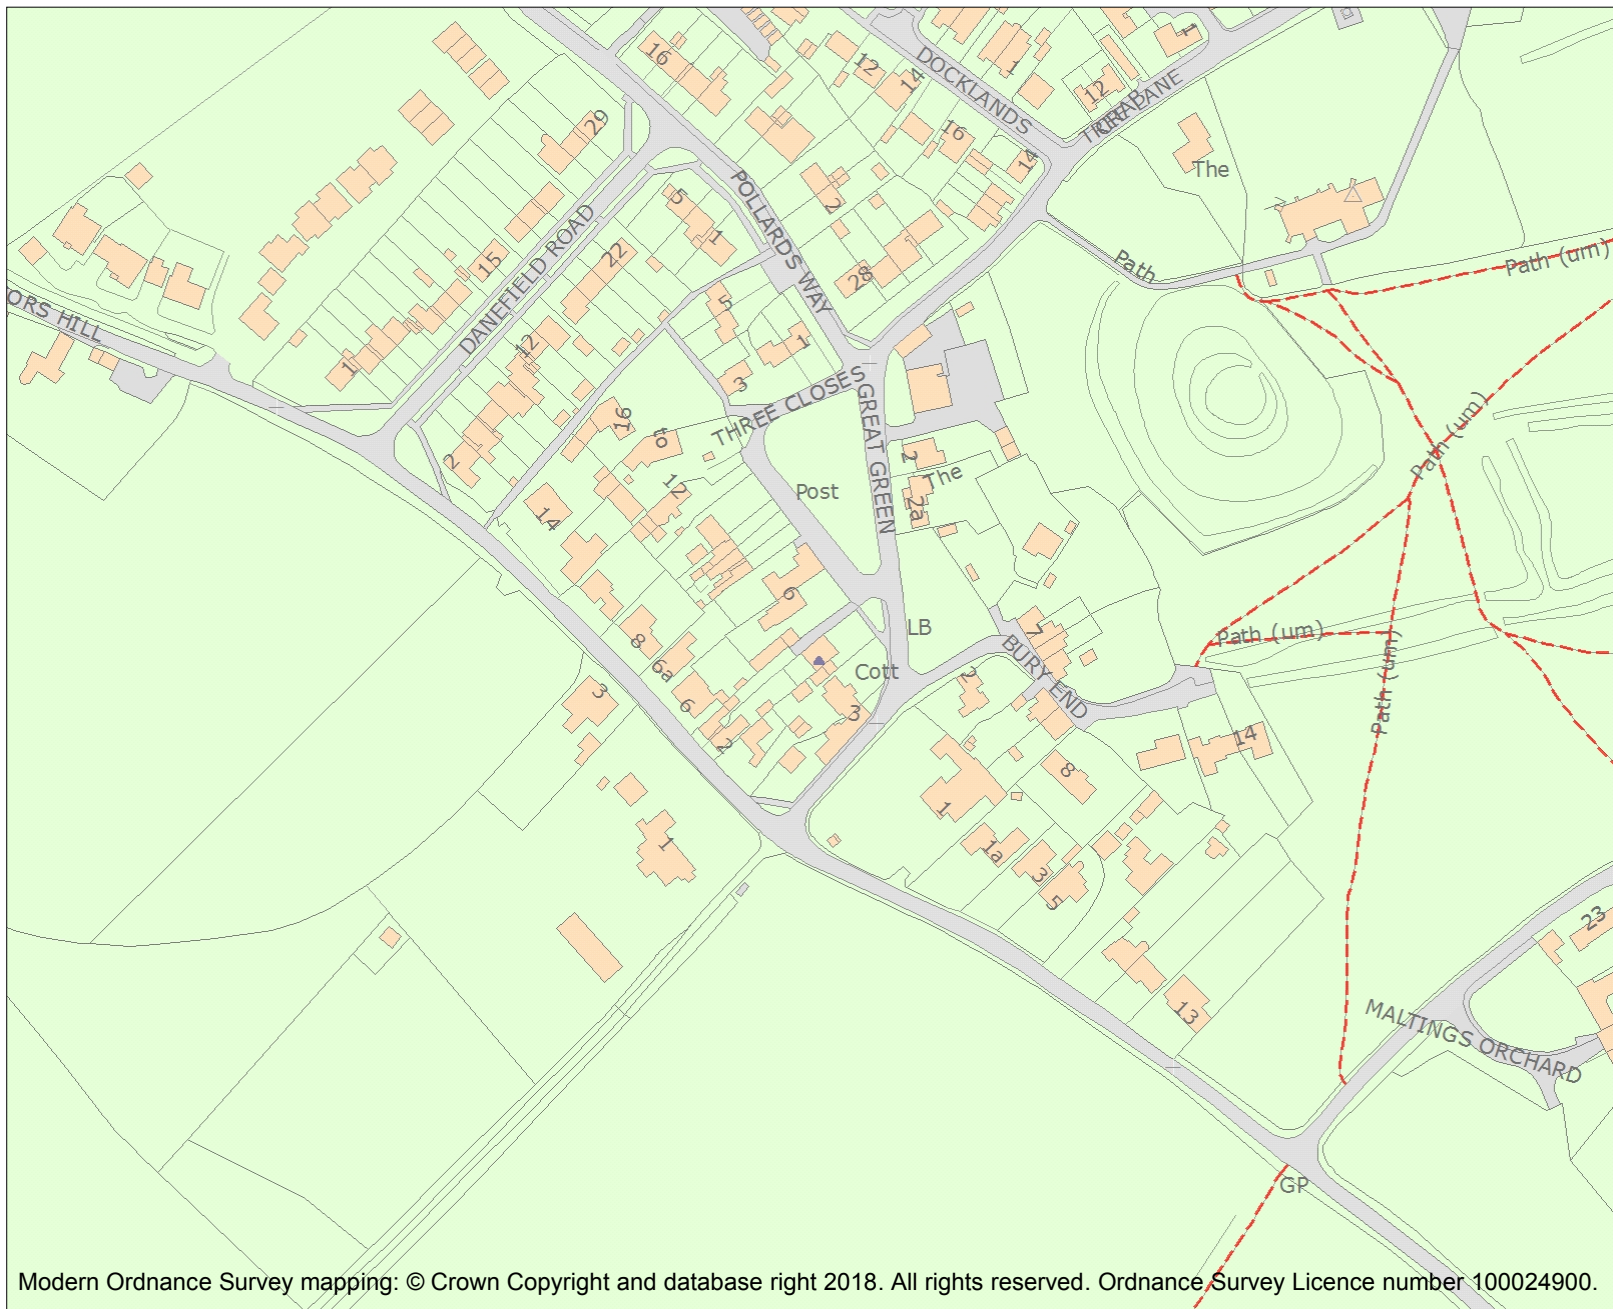 16
12
14
1
1
12
DOCKLANDS
29
16
14
The
5
POLLARDS WAY
2
1
DANEFIELD ROAD
22
15
28
Path
Path (um)
ORS HILL
5
1
1
12
3
1
THREE CLOSES
GREAT GREEN
16
to
2
12
14
Post
2
The
2a
Path (um)
6
LB
7
BURY END
Path (um)
Path (um)
8
6a
6
2
Cott
3
2
3
14
8
1
1
1a
3
5
23
13
MALTINGS ORCHARD
GP
Modern Ordnance Survey mapping: © Crown Copyright and database right 2018. All rights reserved. Ordnance Survey Licence number 100024900.